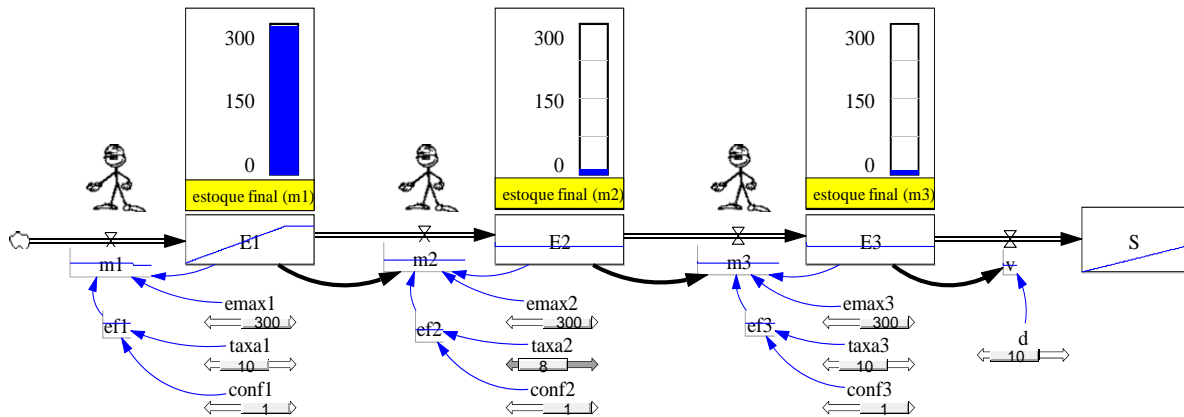 300
150
0
estoque final (m1)
300
150
0
estoque final (m2)
300
150
0
estoque final (m3)
E1
E2
E3
S
m1
m2
m3
v
emax1
300
emax2
300
emax3
300
ef1
ef2
ef3
taxa1
10
taxa2
8
taxa3
10
d
10
conf1
1
conf2
1
conf3
1